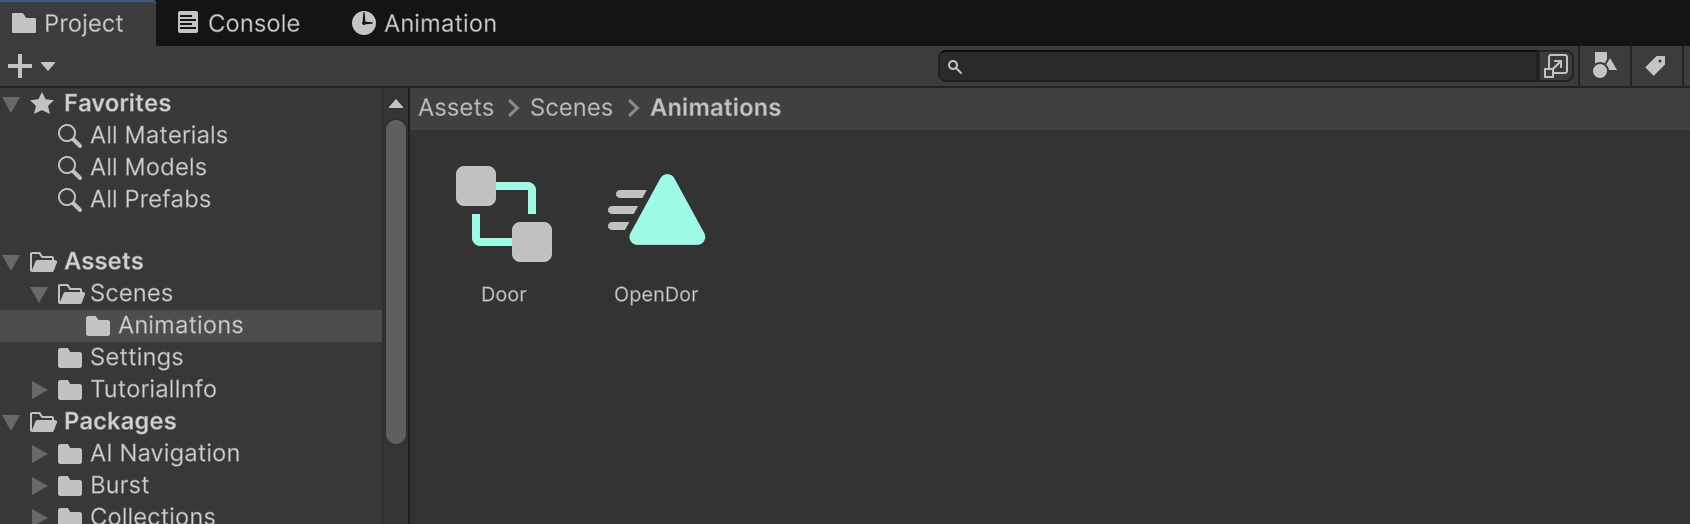 Project Console Animation
Favorites
All Materials
All Models
All Prefabs
Assets
Scenes
Animations
Settings
TutorialInfo
Packages
AI Navigation
Burst
Collections
Assets > Scenes > Animations
Door OpenDor